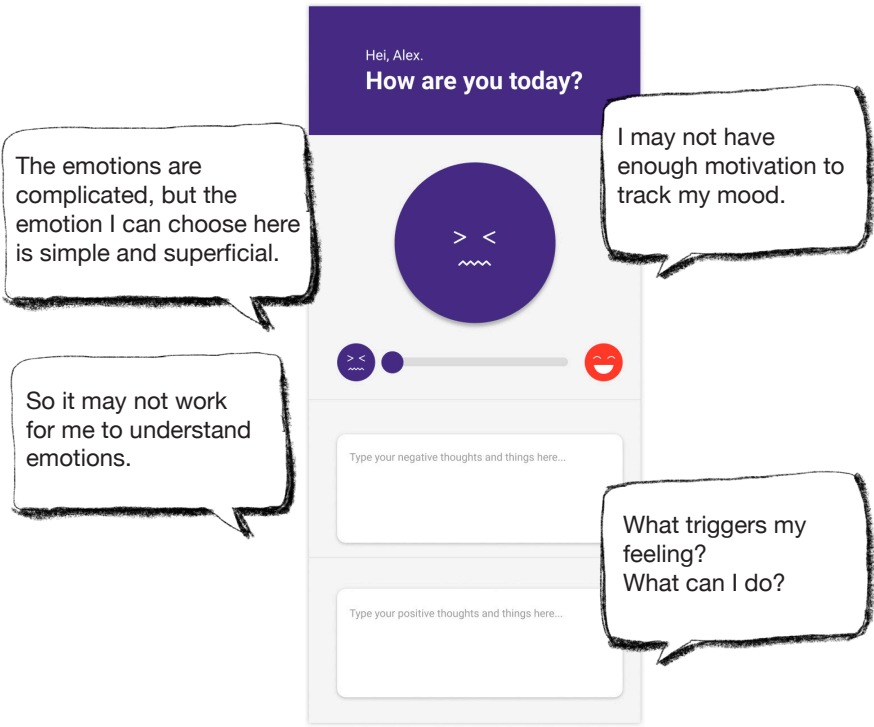 Hei, Alex.
How are you today?
The emotions are
complicated, but the
emotion I can choose here
is simple and superficial.
I may not have
enough motivation to
track my mood.
So it may not work
for me to understand
emotions.
Type your negative thoughts and things here...
What triggers my
feeling?
What can I do?
Type your positive thoughts and things here...